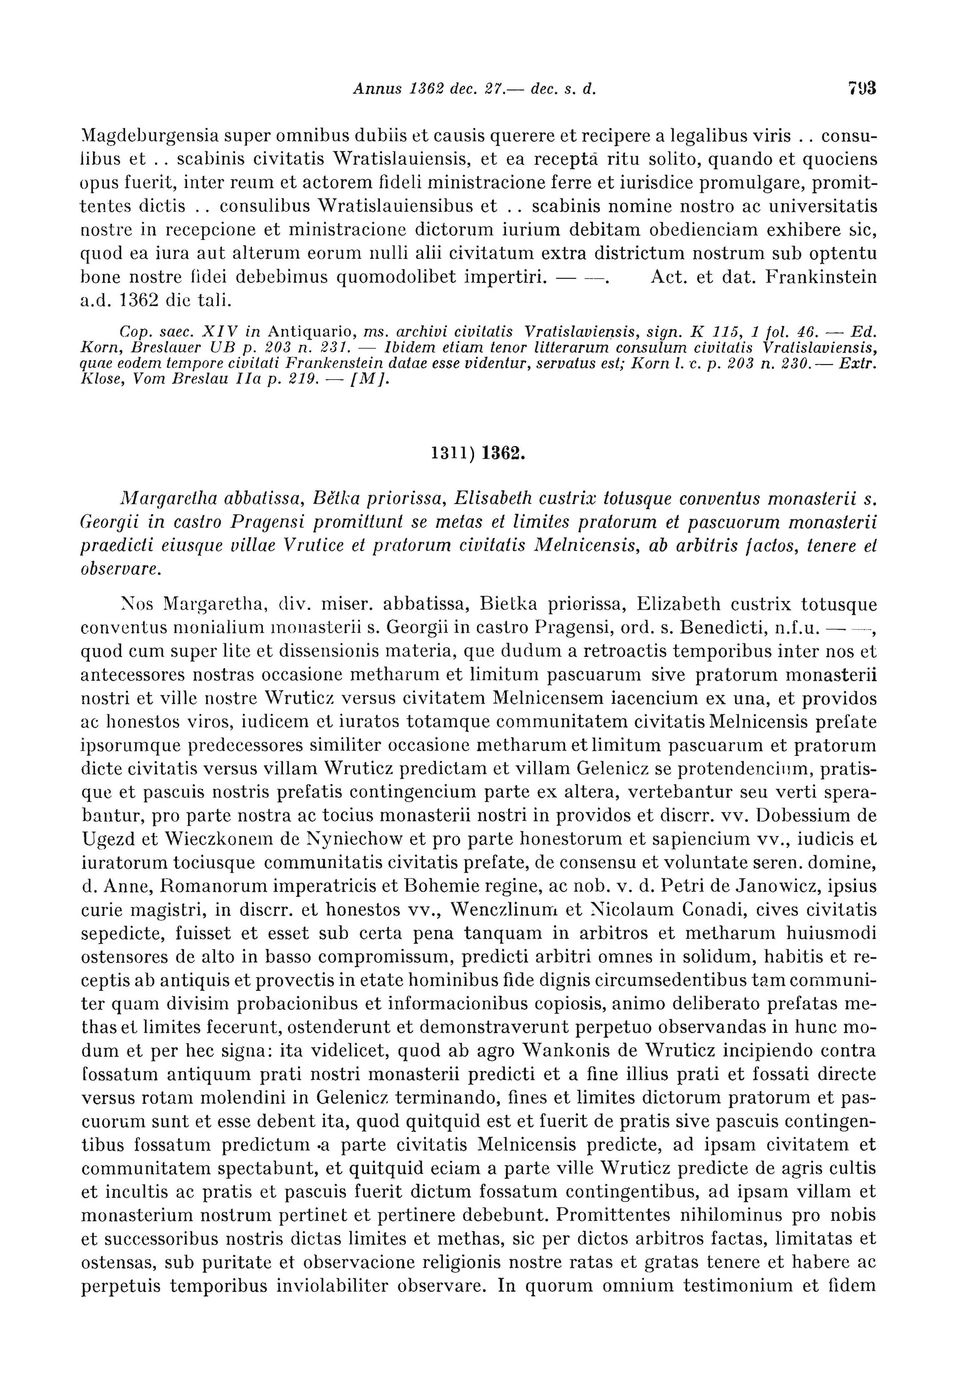 Annus 1362 dec. 27.— dec. s. d. 793
Magdeburgensia super omnibus dubiis et causis querere et recipere a legalibus viris . . consu-
libus et . . scabinis civitatis Wratislauiensis, et ea recepta ritu solito, quando et quociens
opus fuerit, inter reum et actorem fideli ministracione ferre et iurisdice promulgare, promit-
tentes dictis . . consulibus Wratislauiensibus et . . scabinis nomine nostro ac universitatis
nostre in recepcione et ministracione dictorum iurium debitam obedienciam exhibere sic,
quod ea iura aut alterum eorum nulli alii civitatum extra districtum nostrum sub optentu
bone nostre fidei debebimus quomodolibet impertiri. — —. Act. et dat. Frankinstein
a.d. 1362 die tali.
Cop. saec. XIV in Antiquario, ms. archivi civitatis Vratislaviensis, sign. K 115, 1 fol. 46. — Ed.
Korn, Breslauer UB p. 203 n. 231. — Ibidem etiam tenor litterarum consulum civitatis Vratislaviensis,
quae eodem tempore civitati Frankenstein datae esse videntur, servatus est; Korn l. c. p. 203 n. 230.— Extr.
Klose, Vom Breslau IIa p. 219. — [M].
1311) 1362.
Margaretha abbatissa, Bětka priorissa, Elisabeth custrix totusque conventus monasterii s.
Georgii in castro Pragensi promittunt se metas et limites pratorum et pascuorum monasterii
praedicti eiusque villae Vrutice et pratorum civitatis Melnicensis, ab arbitris factos, tenere et
observare.
Nos Margaretha, div. miser. abbatissa, Bietka priorissa, Elizabeth custrix totusque
conventus monialium monasterii s. Georgii in castro Pragensi, ord. s. Benedicti, n.f.u. — —,
quod cum super lite et dissensionis materia, que dudum a retroactis temporibus inter nos et
antecessores nostras occasione metharum et limitum pascuarum sive pratorum monasterii
nostri et ville nostre Wruticz versus civitatem Melnicensem iacencium ex una, et providos
ac honestos viros, iudicem et iuratos totamque communitatem civitatis Melnicensis prefate
ipsorumque predecessores similiter occasione metharum et limitum pascuarum et pratorum
dicte civitatis versus villam Wruticz predictam et villam Gelenicz se protendencium, pratis-
que et pascuis nostris prefatis contingencium parte ex altera, vertebantur seu verti spera-
bantur, pro parte nostra ac tocius monasterii nostri in providos et discrr. vv. Dobessium de
Ugezd et Wieczkonem de Nyniechow et pro parte honestorum et sapiencium vv., iudicis et
iuratorum tociusque communitatis civitatis prefate, de consensu et voluntate seren. domine,
d. Anne, Romanorum imperatricis et Bohemie regine, ac nob. v. d. Petri de Janowicz, ipsius
curie magistri, in discrr. et honestos vv., Wenczlinum et Nicolaum Conadi, cives civitatis
sepedicte, fuisset et esset sub certa pena tanquam in arbitros et metharum huiusmodi
ostensores de alto in basso compromissum, predicti arbitri omnes in solidum, habitis et re-
ceptis ab antiquis et provectis in etate hominibus fide dignis circumsedentibus tam communi-
ter quam divisim probacionibus et informacionibus copiosis, animo deliberato prefatas me-
thas et limites fecerunt, ostenderunt et demonstraverunt perpetuo observandas in hunc mo-
dum et per hec signa: ita videlicet, quod ab agro Wankonis de Wruticz incipiendo contra
fossatum antiquum prati nostri monasterii predicti et a fine illius prati et fossati directe
versus rotam molendini in Gelenicz terminando, fines et limites dictorum pratorum et pas-
cuorum sunt et esse debent ita, quod quitquid est et fuerit de pratis sive pascuis contingen-
tibus fossatum predictum a parte civitatis Melnicensis predicte, ad ipsam civitatem et
communitatem spectabunt, et quitquid eciam a parte ville Wruticz predicte de agris cultis
et incultis ac pratis et pascuis fuerit dictum fossatum contingentibus, ad ipsam villam et
monasterium nostrum pertinet et pertinere debebunt. Promittentes nihilominus pro nobis
et successoribus nostris dictas limites et methas, sic per dictos arbitros factas, limitatas et
ostensas, sub puritate et observacione religionis nostre ratas et gratas tenere et habere ac
perpetuis temporibus inviolabiliter observare. In quorum omnium testimonium et fidem